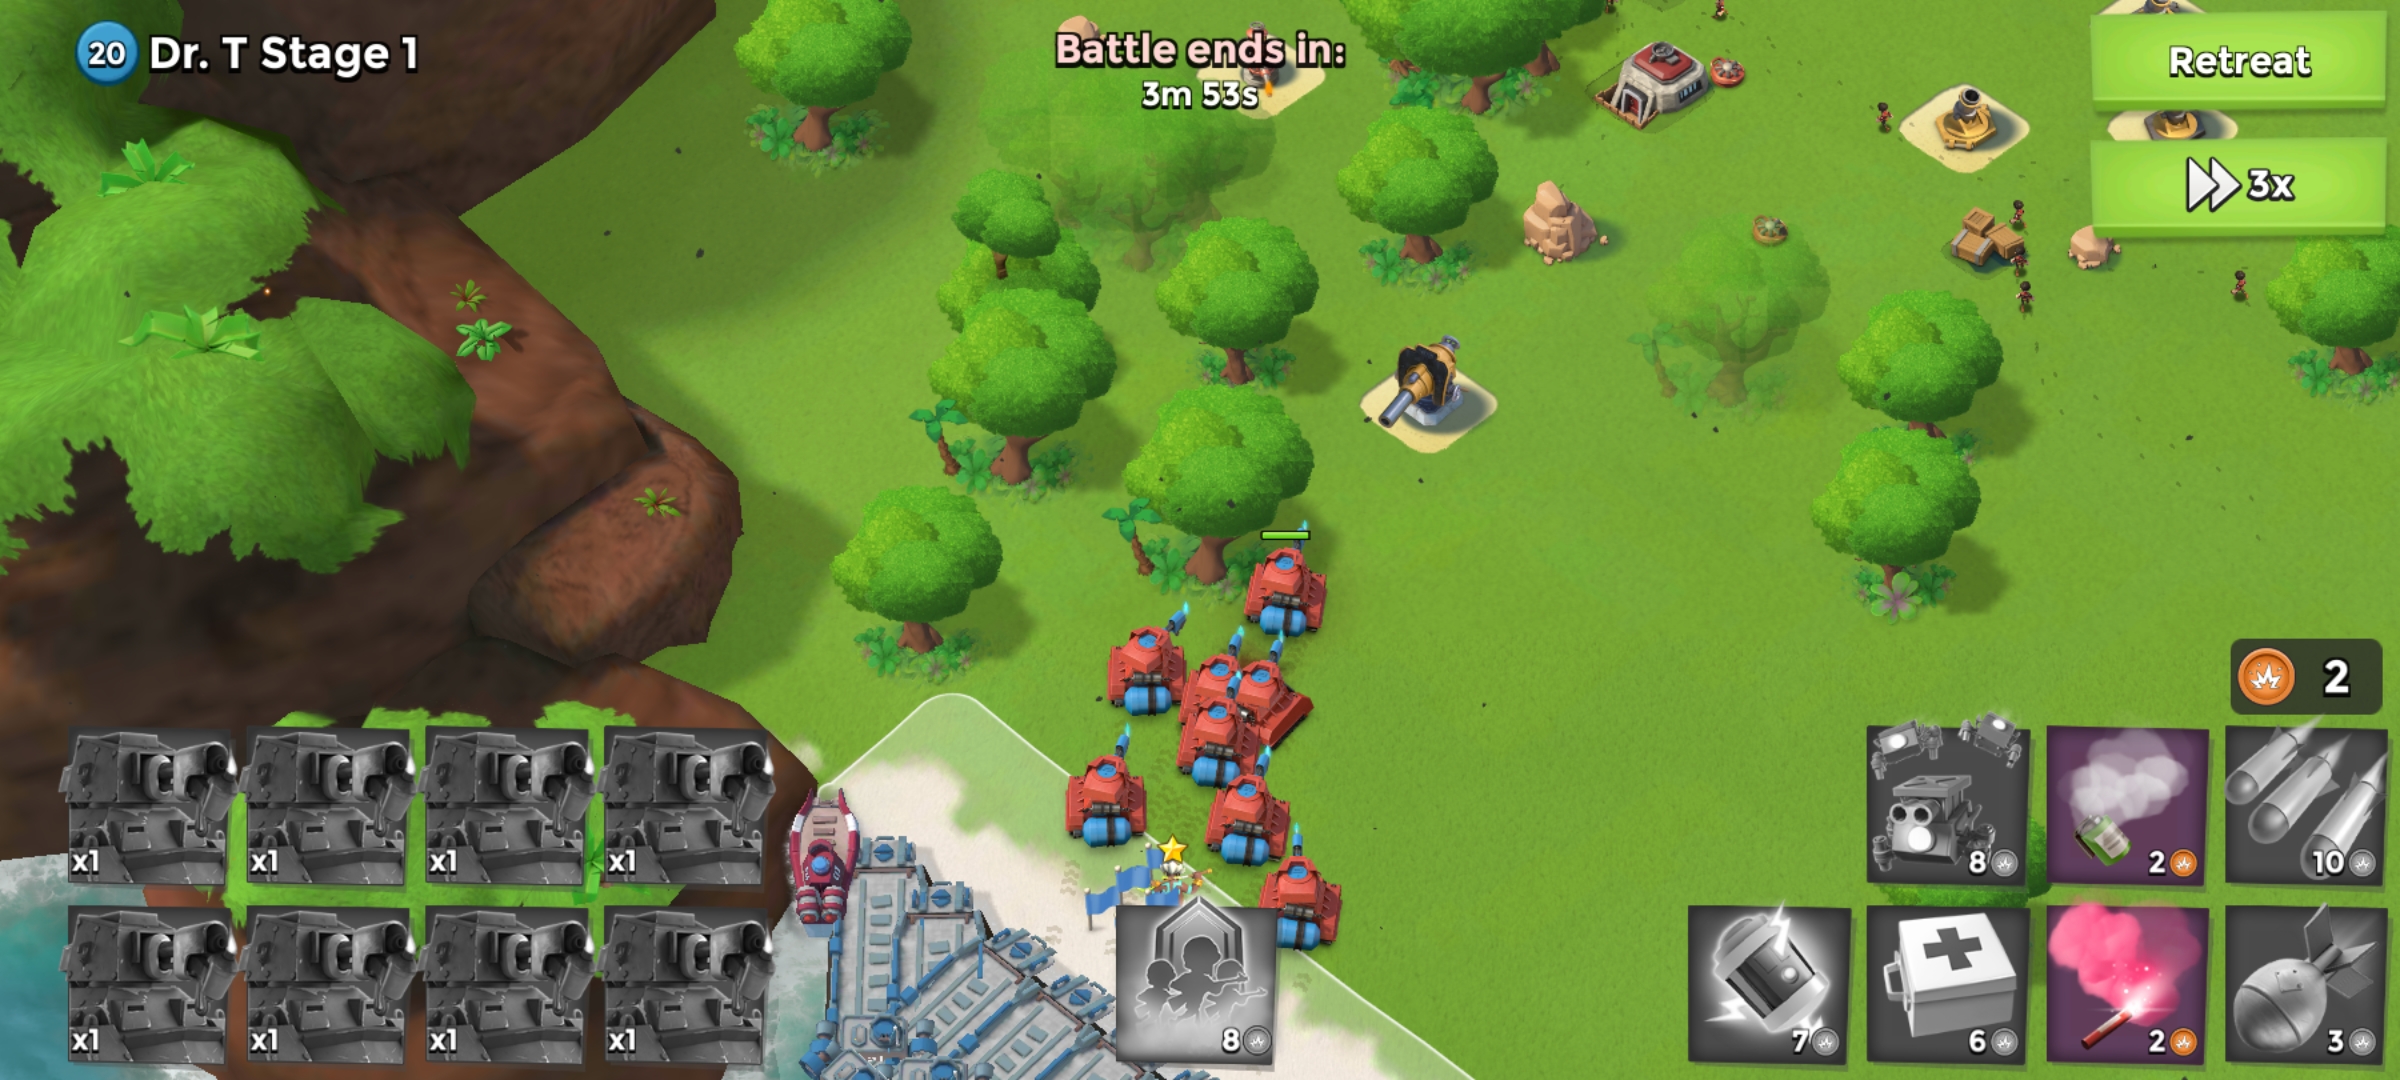 20 Dr. T Stage 1
Battle ends in:
3m 53s
Retreat
3x
2
x1 x1 x1 x1
8 2 10
x1 x1 x1 x1
8 7 6 2 3